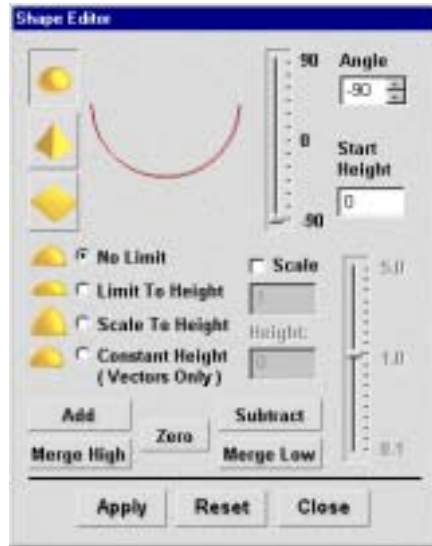 Shape Editor
90
Angle
-90
0
Start
Height
0
-90
No Limit
Scale
5.0
Limit To Height
1
Scale To Height
Height:
Constant Height
0
1.0
( Vectors Only )
Add
Subtract
Zero
Merge High
Merge Low
0.1
Apply
Reset
Close